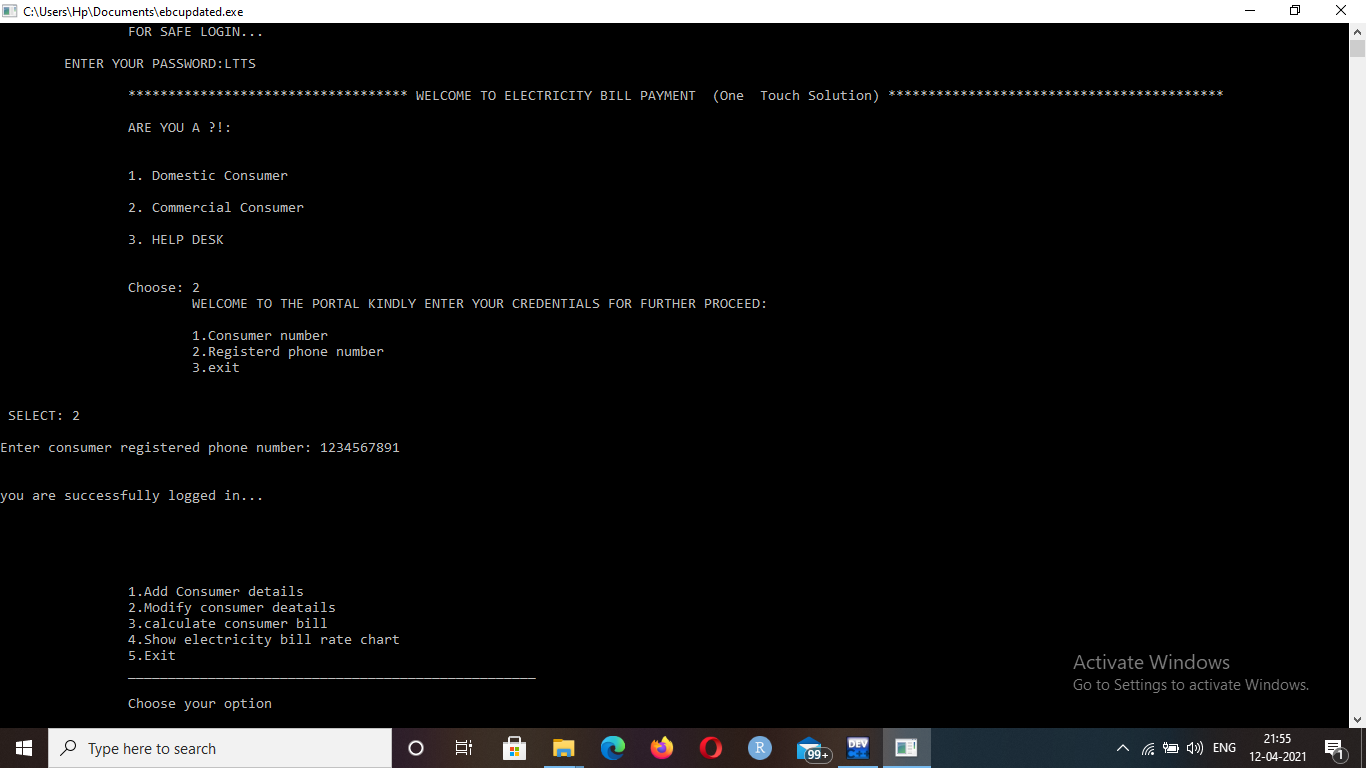 C:\Users\Hp\Documents\ebcupdated.exe
FOR SAFE LOGIN...
ENTER YOUR PASSWORD:LTTS
*********************************** WELCOME TO ELECTRICITY BILL PAYMENT  (One  Touch Solution) ******************************************
ARE YOU A ?!:
1. Domestic Consumer
2. Commercial Consumer
3. HELP DESK
Choose: 2
WELCOME TO THE PORTAL KINDLY ENTER YOUR CREDENTIALS FOR FURTHER PROCEED:
1.Consumer number
2.Registerd phone number
3.exit
SELECT: 2
Enter consumer registered phone number: 1234567891
you are successfully logged in...
1.Add Consumer details
2.Modify consumer deatails
3.calculate consumer bill
4.Show electricity bill rate chart
5.Exit
___________________________________________________
Choose your option
Activate Windows
Go to Settings to activate Windows.
Type here to search
R
99+
DEV
ENG
21:55
12-04-2021
1